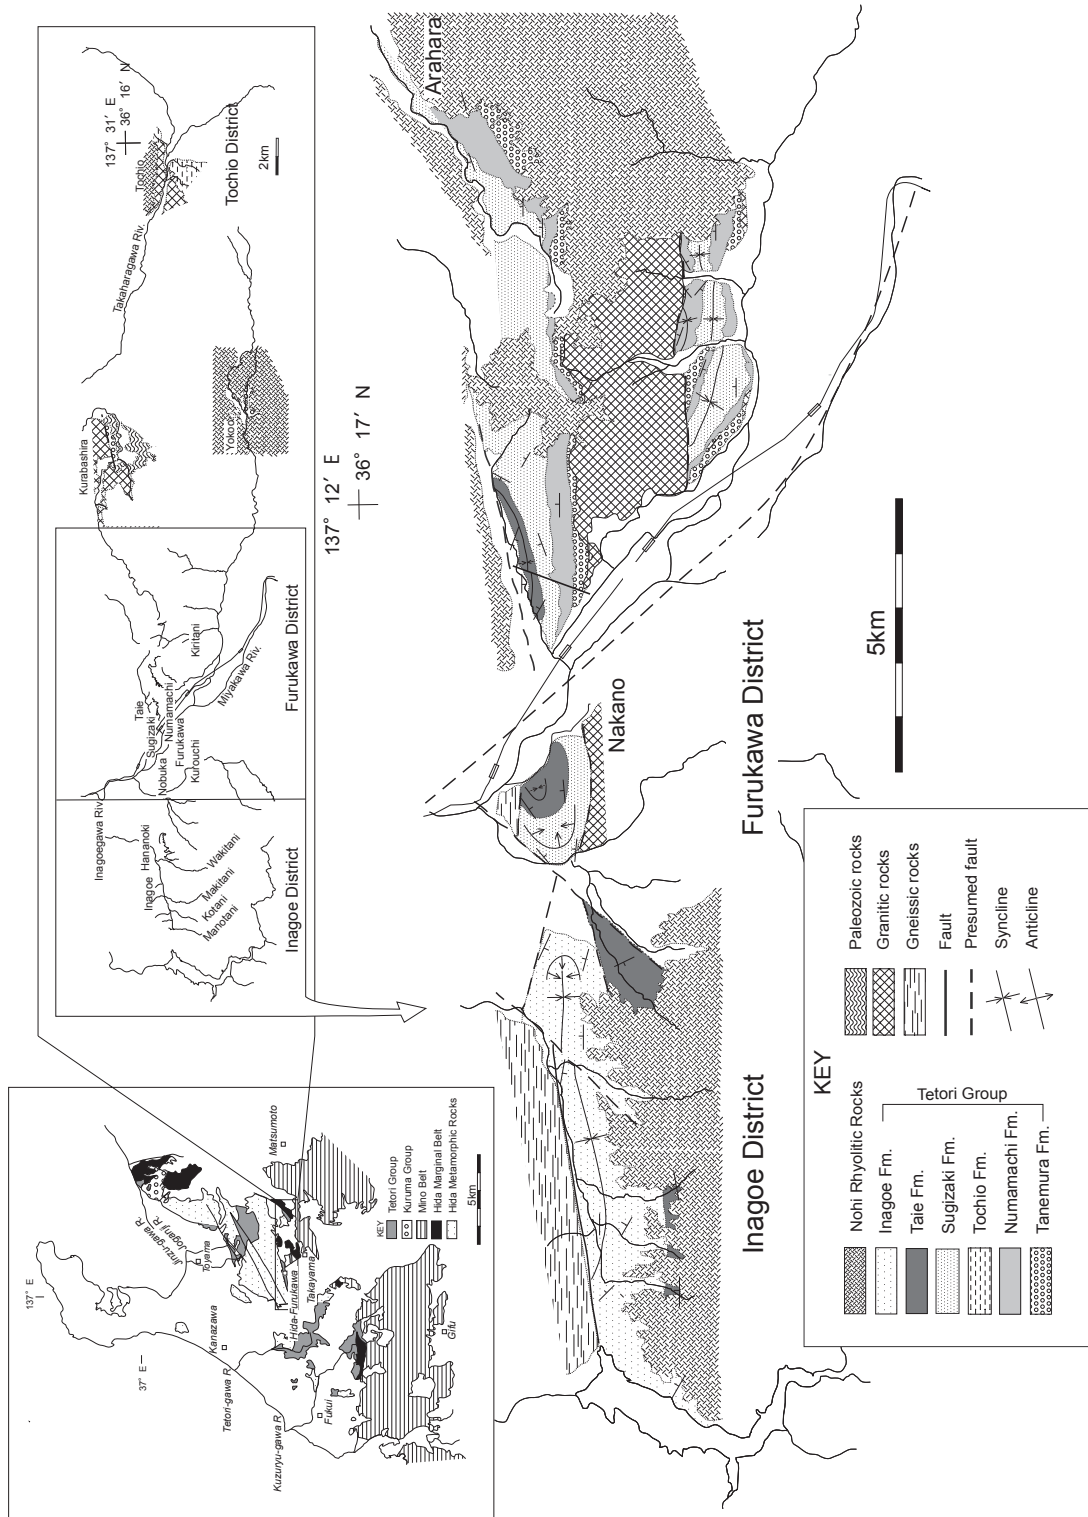 137° E
37° E
Kanazawa
Toyama
Jinzu-gawa R.
Joganji R.
Tetori-gawa R.
Kuzuryu-gawa R.
Fukui
Hida-Furukawa
Takayama
Gifu
Matsumoto
KEY
Tetori Group
Kuruma Group
Mino Belt
Hida Marginal Belt
Hida Metamorphic Rocks
5km
Inagoegawa Riv.
Hananoki
Inagoe
Wakitani
Makitani
Kotani
Manotani
Inagoe District
Taie
Sugizaki
Numamachi
Nobuka
Furukawa
Kurouchi
Kiritani
Miyakawa Riv.
Furukawa District
Kurabashira
Yokoo
Takaharagawa Riv.
Tochio
137° 31′ E
36° 16′ N
Tochio District
2km
137° 12′ E
36° 17′ N
Arahara
Nakano
Inagoe District
Furukawa District
5km
KEY
Nohi Rhyolitic Rocks
Inagoe Fm.
Taie Fm.
Sugizaki Fm.
Tochio Fm.
Numamachi Fm.
Tanemura Fm.
Tetori Group
Paleozoic rocks
Granitic rocks
Gneissic rocks
Fault
Presumed fault
Syncline
Anticline